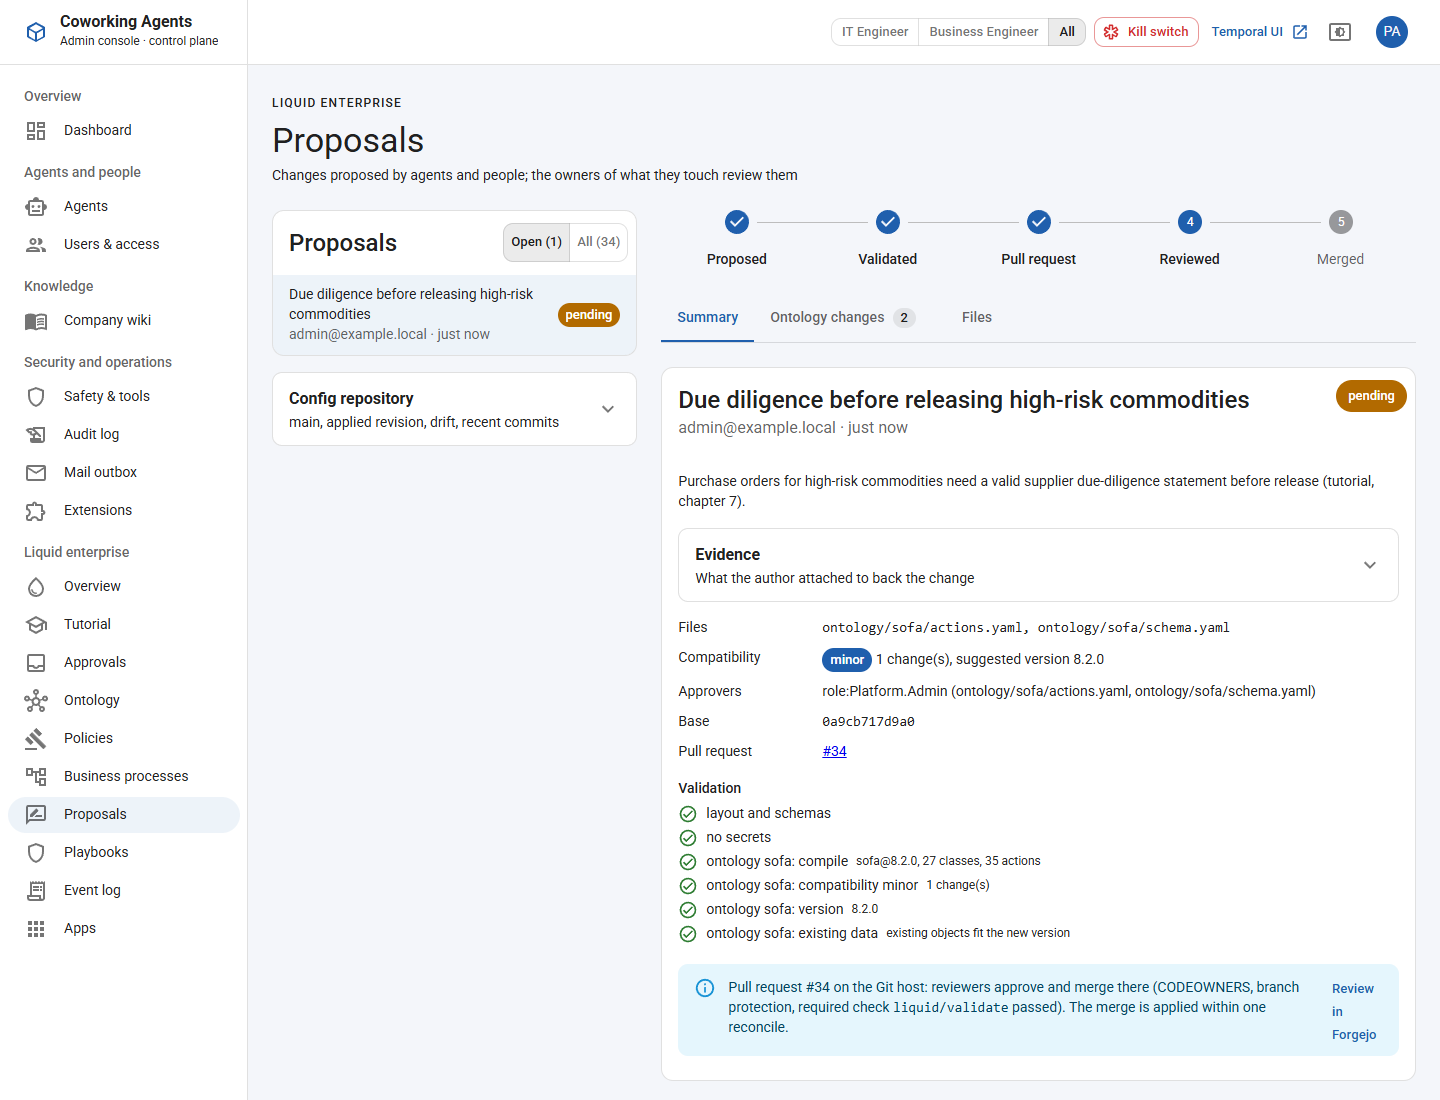 Coworking Agents
Admin console · control plane
IT Engineer
Business Engineer
All
Kill switch
Temporal UI
PA
Overview
Dashboard
Agents and people
Agents
Users & access
Knowledge
Company wiki
Security and operations
Safety & tools
Audit log
Mail outbox
Extensions
Liquid enterprise
Overview
Tutorial
Approvals
Ontology
Policies
Business processes
Proposals
Playbooks
Event log
Apps
LIQUID ENTERPRISE
Proposals
Changes proposed by agents and people; the owners of what they touch review them
Proposals
Open (1)
All (34)
Due diligence before releasing high-risk
commodities
admin@example.local · just now
pending
Config repository
main, applied revision, drift, recent commits
4
5
Proposed
Validated
Pull request
Reviewed
Merged
Summary
Ontology changes 2
Files
Due diligence before releasing high-risk commodities
pending
admin@example.local · just now
Purchase orders for high-risk commodities need a valid supplier due-diligence statement before release (tutorial,
chapter 7).
Evidence
What the author attached to back the change
Files ontology/sofa/actions.yaml, ontology/sofa/schema.yaml
Compatibility minor 1 change(s), suggested version 8.2.0
Approvers role:Platform.Admin (ontology/sofa/actions.yaml, ontology/sofa/schema.yaml)
Base 0a9cb717d9a0
Pull request #34
Validation
layout and schemas
no secrets
ontology sofa: compile sofa@8.2.0, 27 classes, 35 actions
ontology sofa: compatibility minor 1 change(s)
ontology sofa: version 8.2.0
ontology sofa: existing data existing objects fit the new version
Pull request #34 on the Git host: reviewers approve and merge there (CODEOWNERS, branch
protection, required check liquid/validate passed). The merge is applied within one
reconcile.
Review
in
Forgejo